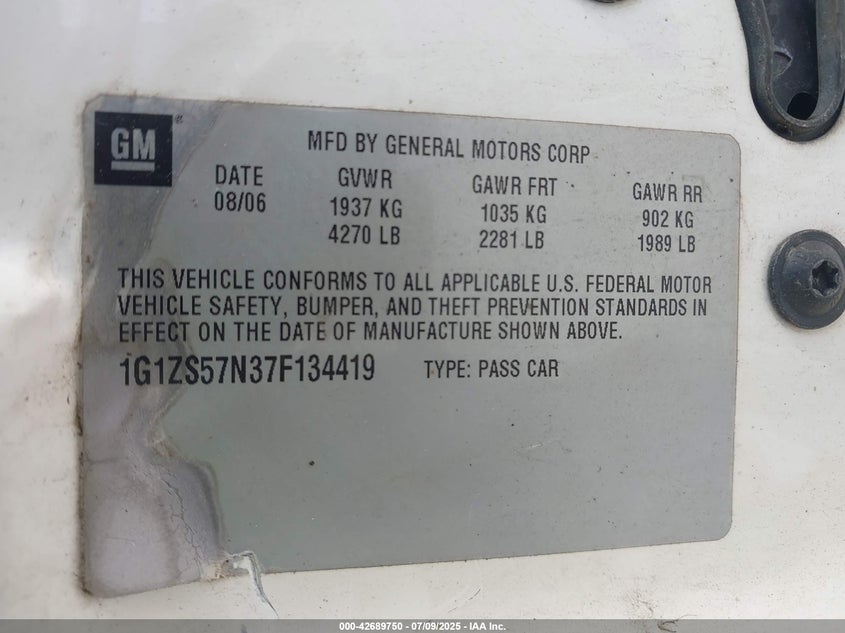 GM
MFD BY GENERAL MOTORS CORP
DATE GVWR GAWR FRT GAWR RR
08/06 1937 KG 1035 KG 902 KG
4270 LB 2281 LB 1989 LB
THIS VEHICLE CONFORMS TO ALL APPLICABLE U.S. FEDERAL MOTOR
VEHICLE SAFETY, BUMPER, AND THEFT PREVENTION STANDARDS IN
EFFECT ON THE DATE OF MANUFACTURE SHOWN ABOVE.
1G1ZS57N37F134419 TYPE: PASS CAR
000-42689750 - 07/09/2025 - IAA Inc.